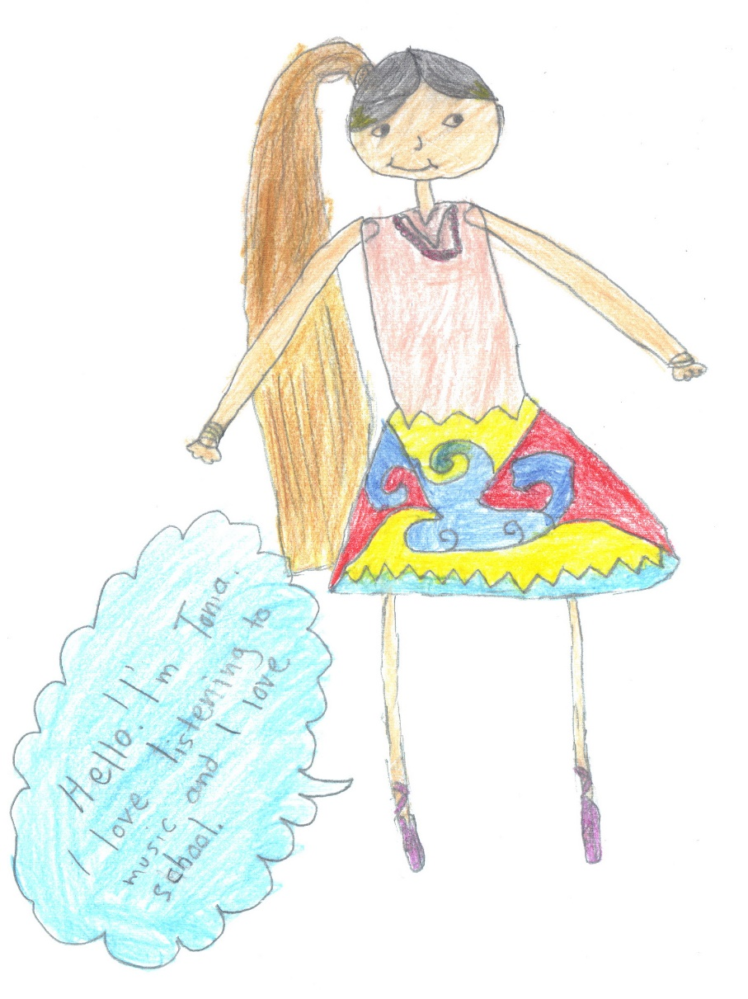 Hello! I'm Tania.
I love listening to
music and I love
school.